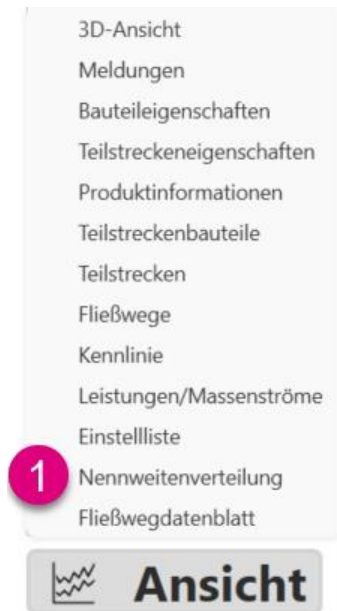 3D-Ansicht
Meldungen
Bauteileigenschaften
Teilstreckeneigenschaften
Produktinformationen
Teilstreckenbauteile
Teilstrecken
Fließwege
Kennlinie
Leistungen/Massenströme
Einstellliste
1 Nennweitenverteilung
Fließwegdatenblatt
Ansicht